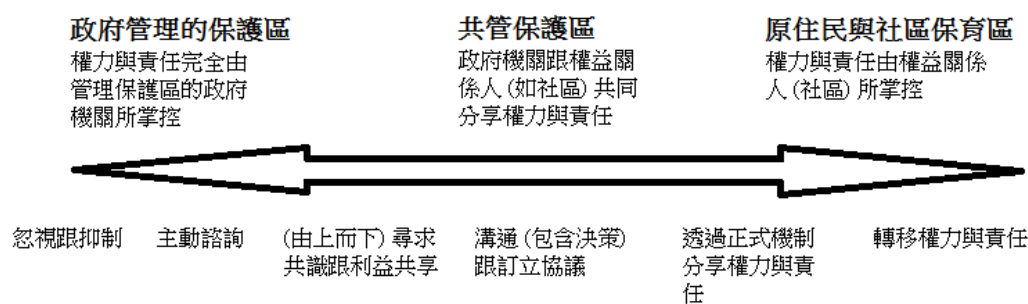 政府管理的保護區
權力與責任完全由
管理保護區的政府
機關所掌控
共管保護區
政府機關跟權益關
係人(如社區)共同
分享權力與責任
原住民與社區保育區
權力與責任由權益關係
人(社區)所掌控
忽視跟抑制
主動諮詢
(由上而下)尋求
共識跟利益共享
溝通(包含決策)
跟訂立協議
透過正式機制
分享權力與責
任
轉移權力與責任